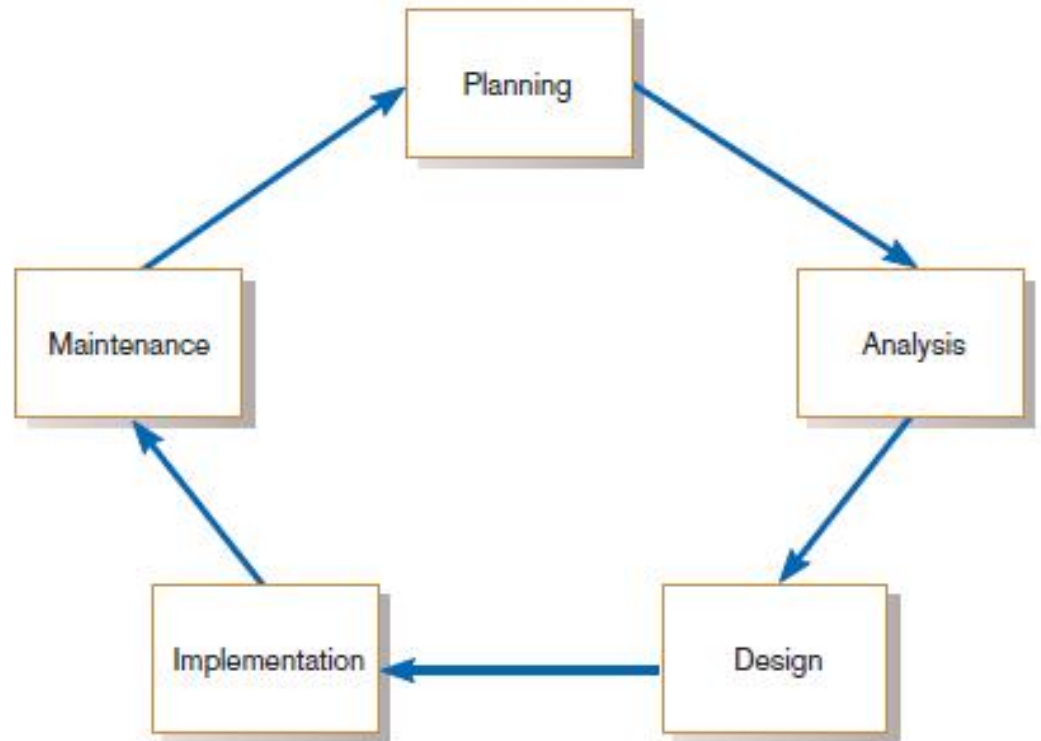 Planning
Analysis
Design
Implementation
Maintenance